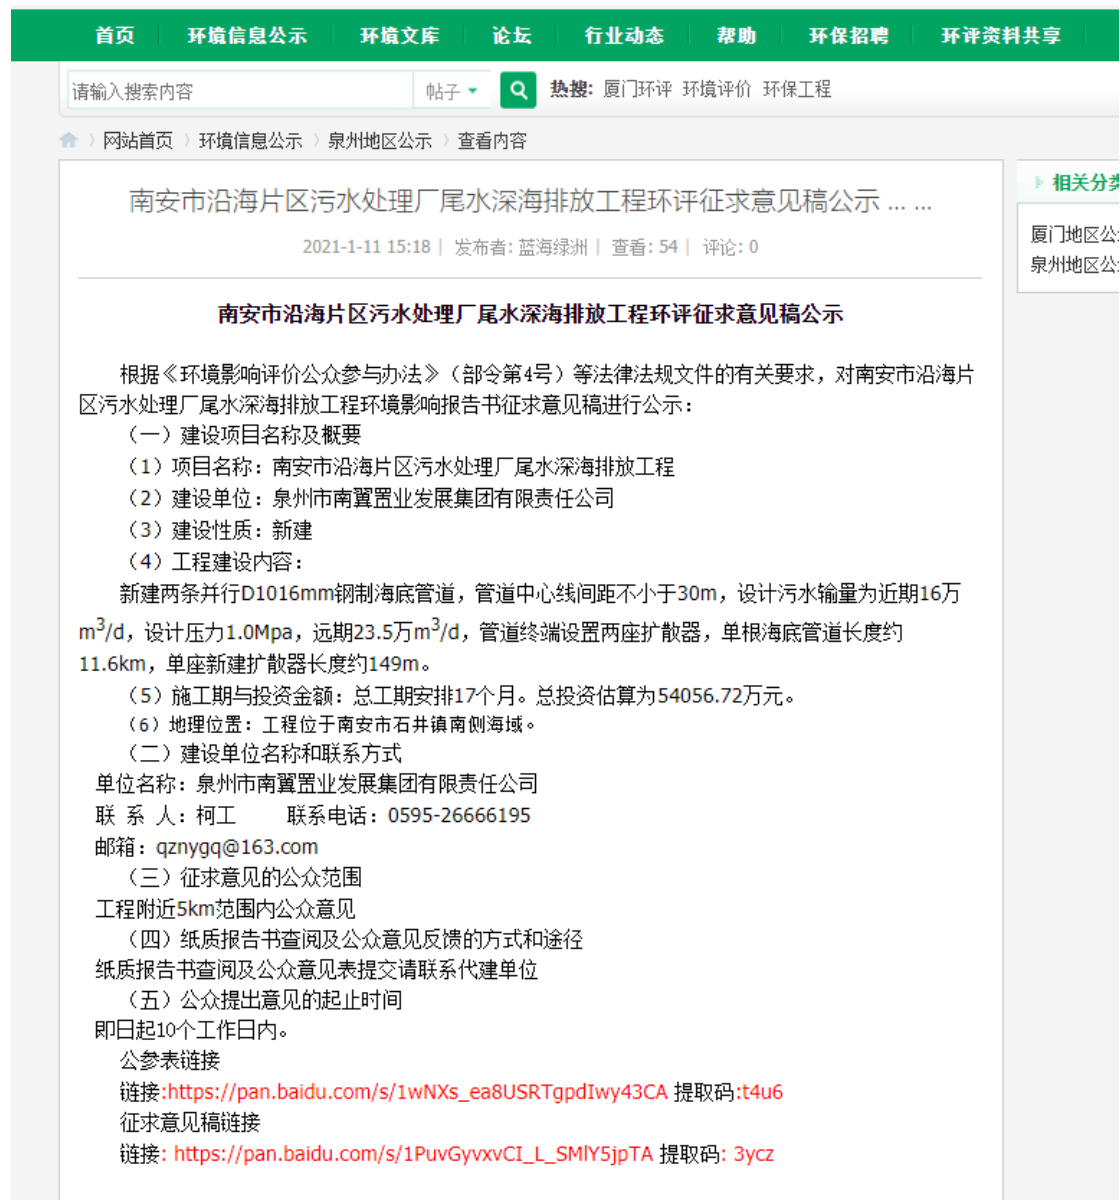 首页 环境信息公示 环境文库 论坛 行业动态 帮助 环保招聘 环评资料共享
请输入搜索内容 帖子 热搜: 厦门环评 环境评价 环保工程
网站首页 环境信息公示 泉州地区公示 查看内容
南安市沿海片区污水处理厂尾水深海排放工程环评征求意见稿公示 ... ...
2021-1-11 15:18 | 发布者: 蓝海绿洲 | 查看: 54 | 评论: 0
相关分类
厦门地区公
泉州地区公
南安市沿海片区污水处理厂尾水深海排放工程环评征求意见稿公示
根据《环境影响评价公众参与办法》（部令第4号）等法律法规文件的有关要求，对南安市沿海片
区污水处理厂尾水深海排放工程环境影响报告书征求意见稿进行公示：
（一）建设项目名称及概要
（1）项目名称：南安市沿海片区污水处理厂尾水深海排放工程
（2）建设单位：泉州市南翼置业发展集团有限责任公司
（3）建设性质：新建
（4）工程建设内容：
新建两条并行D1016mm钢制海底管道，管道中心线间距不小于30m，设计污水输量为近期16万
m³/d，设计压力1.0Mpa，远期23.5万m³/d，管道终端设置两座扩散器，单根海底管道长度约
11.6km，单座新建扩散器长度约149m。
（5）施工期与投资金额：总工期安排17个月。总投资估算为54056.72万元。
（6）地理位置：工程位于南安市石井镇南侧海域。
（二）建设单位名称和联系方式
单位名称：泉州市南翼置业发展集团有限责任公司
联 系 人：柯工 联系电话：0595-26666195
邮箱：qznygq@163.com
（三）征求意见的公众范围
工程附近5km范围内公众意见
（四）纸质报告书查阅及公众意见反馈的方式和途径
纸质报告书查阅及公众意见表提交请联系代建单位
（五）公众提出意见的起止时间
即日起10个工作日内。
公参表链接
链接:https://pan.baidu.com/s/1wNXs_ea8USRTgpdIwy43CA 提取码:t4u6
征求意见稿链接
链接: https://pan.baidu.com/s/1PuvGyvxvCI_L_SMlY5jpTA 提取码: 3ycz